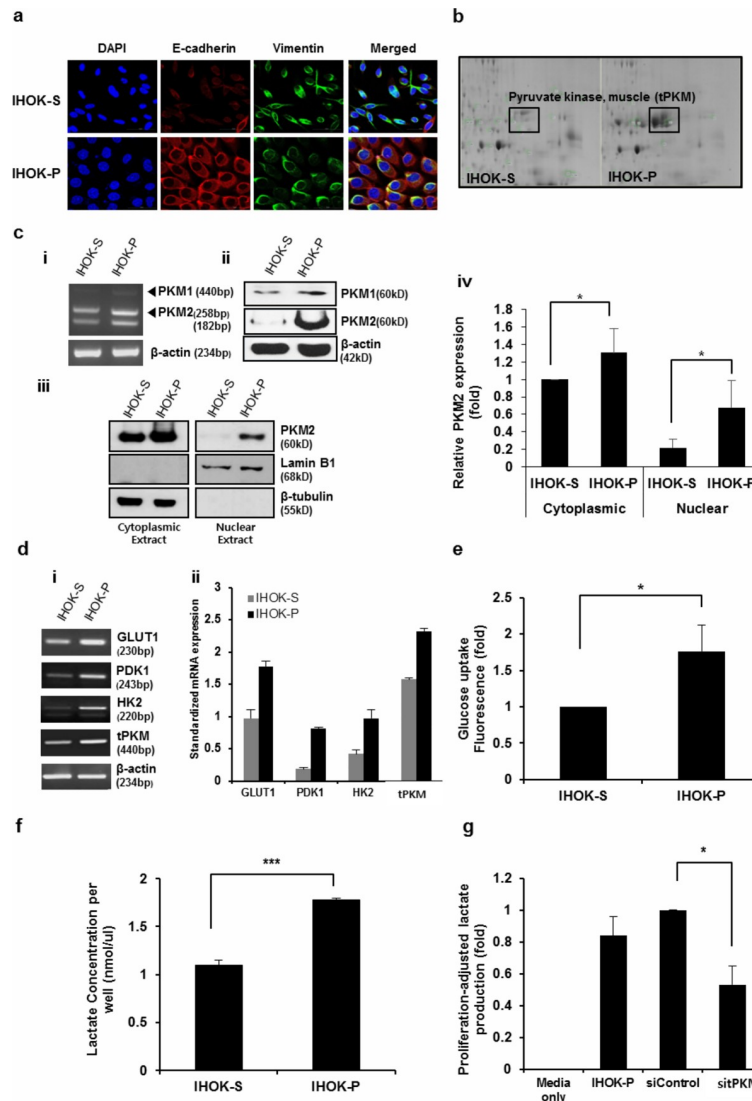 a
DAPI E-cadherin Vimentin Merged
IHOK-S
IHOK-P
b
Pyruvate kinase, muscle (tPKM)
IHOK-S IHOK-P
c
i
IHOK-S IHOK-P
PKM1 (440bp)
PKM2 (258bp)
(182bp)
β-actin (234bp)
ii
IHOK-S IHOK-P
PKM1(60kD)
PKM2(60kD)
β-actin
(42kD)
iii
IHOK-S IHOK-P IHOK-S IHOK-P
PKM2
(60kD)
Lamin B1
(68kD)
β-tubulin
(55kD)
Cytoplasmic Extract
Nuclear Extract
iv
Relative PKM2 expression (fold)
1.8
1.6
1.4
1.2
1
0.8
0.6
0.4
0.2
0
*
*
IHOK-S IHOK-P IHOK-S IHOK-P
Cytoplasmic Nuclear
d
i
IHOK-S IHOK-P
GLUT1
(230bp)
PDK1
(243bp)
HK2
(220bp)
tPKM
(440bp)
β-actin
(234bp)
ii
Standardized mRNA expression
IHOK-S
IHOK-P
2.5
2
1.5
1
0.5
0
GLUT1 PDK1 HK2 tPKM
e
Glucose uptake Fluorescence (fold)
2.5
2
1.5
1
0.5
0
*
IHOK-S IHOK-P
f
Lactate Concentration per well (nmol/ul)
2
1.5
1
0.5
0
***
IHOK-S IHOK-P
g
Proliferation-adjusted lactate production (fold)
1.2
1
0.8
0.6
0.4
0.2
0
*
Media only IHOK-P siControl sitPKM